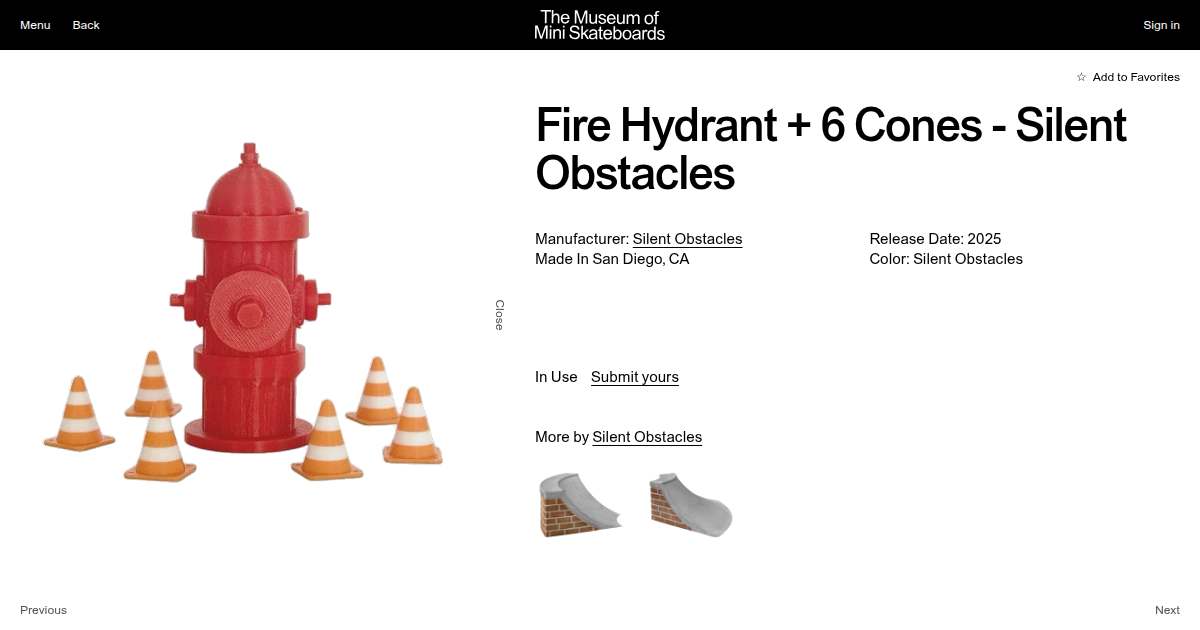 Menu
Back
The Museum of
Mini Skateboards
Sign in
☆ Add to Favorites
Fire Hydrant + 6 Cones - Silent
Obstacles
Manufacturer: Silent Obstacles
Made In San Diego, CA
Release Date: 2025
Color: Silent Obstacles
Close
In Use Submit yours
More by Silent Obstacles
Previous
Next